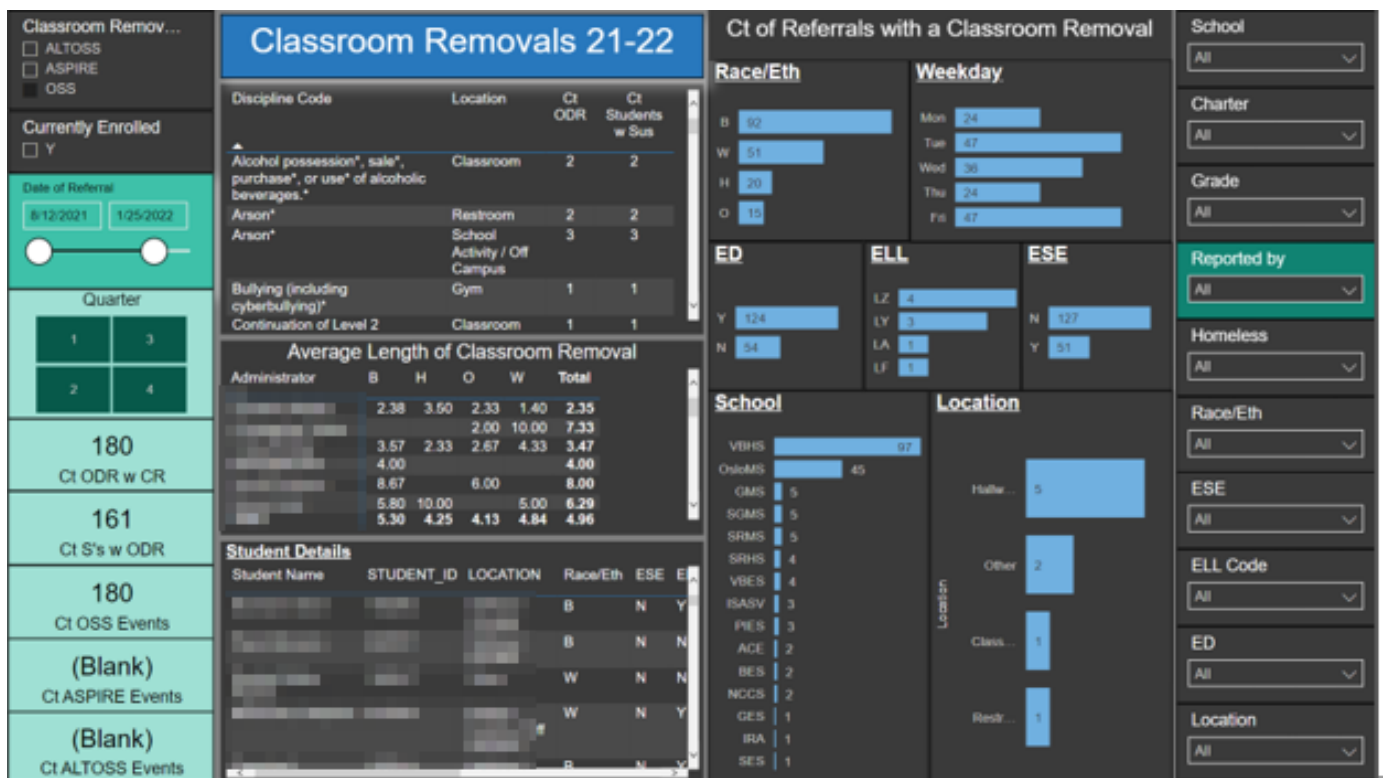 Classroom Remov...
ALTOSS
ASPIRE
OSS
Currently Enrolled
Y
Date of Referral
8/12/2021 1/25/2022
Quarter
1 3
2 4
180
Ct ODR w CR
161
Ct S's w ODR
180
Ct OSS Events
(Blank)
Ct ASPIRE Events
(Blank)
Ct ALTOSS Events
Classroom Removals 21-22
Discipline Code Location Ct ODR Ct Students w Sus
Alcohol possession*, sale*, Classroom 2 2
purchase*, or use* of alcoholic
beverages.*
Arson* Restroom 2 2
Arson* School 3 3
Activity / Off
Campus
Bullying (including Gym 1 1
cyberbullying)*
Continuation of Level 2 Classroom 1 1
Average Length of Classroom Removal
Administrator B H O W Total
2.38 3.50 2.33 1.40 2.35
2.00 10.00 7.33
3.57 2.33 2.67 4.33 3.47
4.00 4.00
8.67 6.00 8.00
5.80 10.00 5.00 6.29
5.30 4.25 4.13 4.84 4.96
Student Details
Student Name STUDENT_ID LOCATION Race/Eth ESE E
B N Y
B N N
W N N
W N Y
B N N
Ct of Referrals with a Classroom Removal
Race/Eth
B 92
W 51
H 20
O 15
Weekday
Mon 24
Tue 47
Wed 36
Thu 24
Fri 47
ED
Y 124
N 54
ELL
LZ 4
LY 3
LA 1
LF 1
ESE
N 127
Y 51
School
VBHS 97
OsloMS 45
GMS 5
SGMS 5
SRMS 5
SRHS 4
VBES 4
ISASV 3
PIES 3
ACE 2
BES 2
NCCS 2
GES 1
IRA 1
SES 1
Location
Location
Hallw... 5
Other 2
Class... 1
Restr... 1
School
All
Charter
All
Grade
All
Reported by
All
Homeless
All
Race/Eth
All
ESE
All
ELL Code
All
ED
All
Location
All